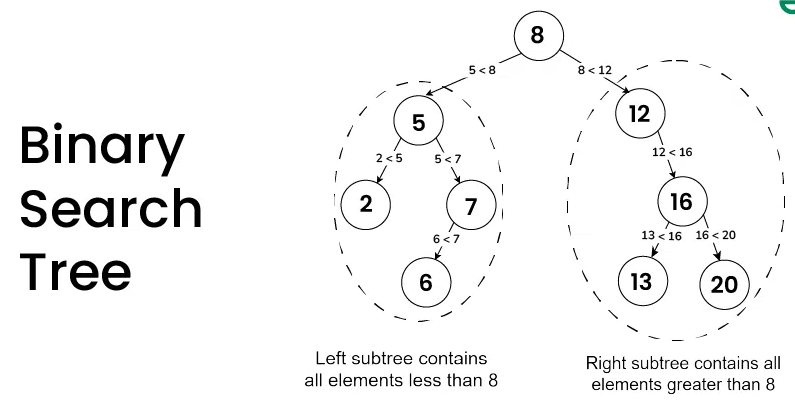 Binary
Search
Tree
8
5 < 8
8 < 12
5
12
2 < 5
5 < 7
12 < 16
2
7
16
6 < 7
13 < 16
16 < 20
6
13
20
Left subtree contains
all elements less than 8
Right subtree contains all
elements greater than 8